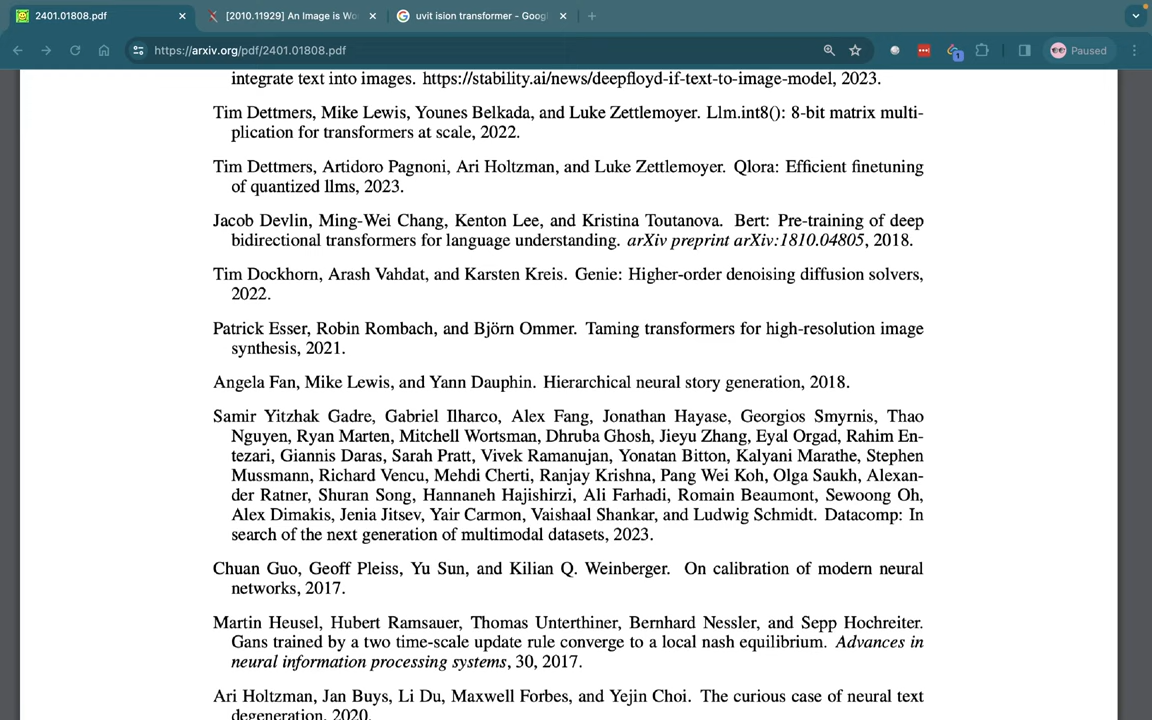 2401.01808.pdf
[2010.11929] An Image is Wo
uvit ision transformer - Googl
https://arxiv.org/pdf/2401.01808.pdf
1
Paused
integrate text into images. https://stability.ai/news/deepfloyd-if-text-to-image-model, 2023.
Tim Dettmers, Mike Lewis, Younes Belkada, and Luke Zettlemoyer. Llm.int8(): 8-bit matrix multi-
plication for transformers at scale, 2022.
Tim Dettmers, Artidoro Pagnoni, Ari Holtzman, and Luke Zettlemoyer. Qlora: Efficient finetuning
of quantized llms, 2023.
Jacob Devlin, Ming-Wei Chang, Kenton Lee, and Kristina Toutanova. Bert: Pre-training of deep
bidirectional transformers for language understanding. arXiv preprint arXiv:1810.04805, 2018.
Tim Dockhorn, Arash Vahdat, and Karsten Kreis. Genie: Higher-order denoising diffusion solvers,
2022.
Patrick Esser, Robin Rombach, and Björn Ommer. Taming transformers for high-resolution image
synthesis, 2021.
Angela Fan, Mike Lewis, and Yann Dauphin. Hierarchical neural story generation, 2018.
Samir Yitzhak Gadre, Gabriel Ilharco, Alex Fang, Jonathan Hayase, Georgios Smyrnis, Thao
Nguyen, Ryan Marten, Mitchell Wortsman, Dhruba Ghosh, Jieyu Zhang, Eyal Orgad, Rahim En-
tezari, Giannis Daras, Sarah Pratt, Vivek Ramanujan, Yonatan Bitton, Kalyani Marathe, Stephen
Mussmann, Richard Vencu, Mehdi Cherti, Ranjay Krishna, Pang Wei Koh, Olga Saukh, Alexan-
der Ratner, Shuran Song, Hannaneh Hajishirzi, Ali Farhadi, Romain Beaumont, Sewoong Oh,
Alex Dimakis, Jenia Jitsev, Yair Carmon, Vaishaal Shankar, and Ludwig Schmidt. Datacomp: In
search of the next generation of multimodal datasets, 2023.
Chuan Guo, Geoff Pleiss, Yu Sun, and Kilian Q. Weinberger. On calibration of modern neural
networks, 2017.
Martin Heusel, Hubert Ramsauer, Thomas Unterthiner, Bernhard Nessler, and Sepp Hochreiter.
Gans trained by a two time-scale update rule converge to a local nash equilibrium. Advances in
neural information processing systems, 30, 2017.
Ari Holtzman, Jan Buys, Li Du, Maxwell Forbes, and Yejin Choi. The curious case of neural text
degeneration, 2020.